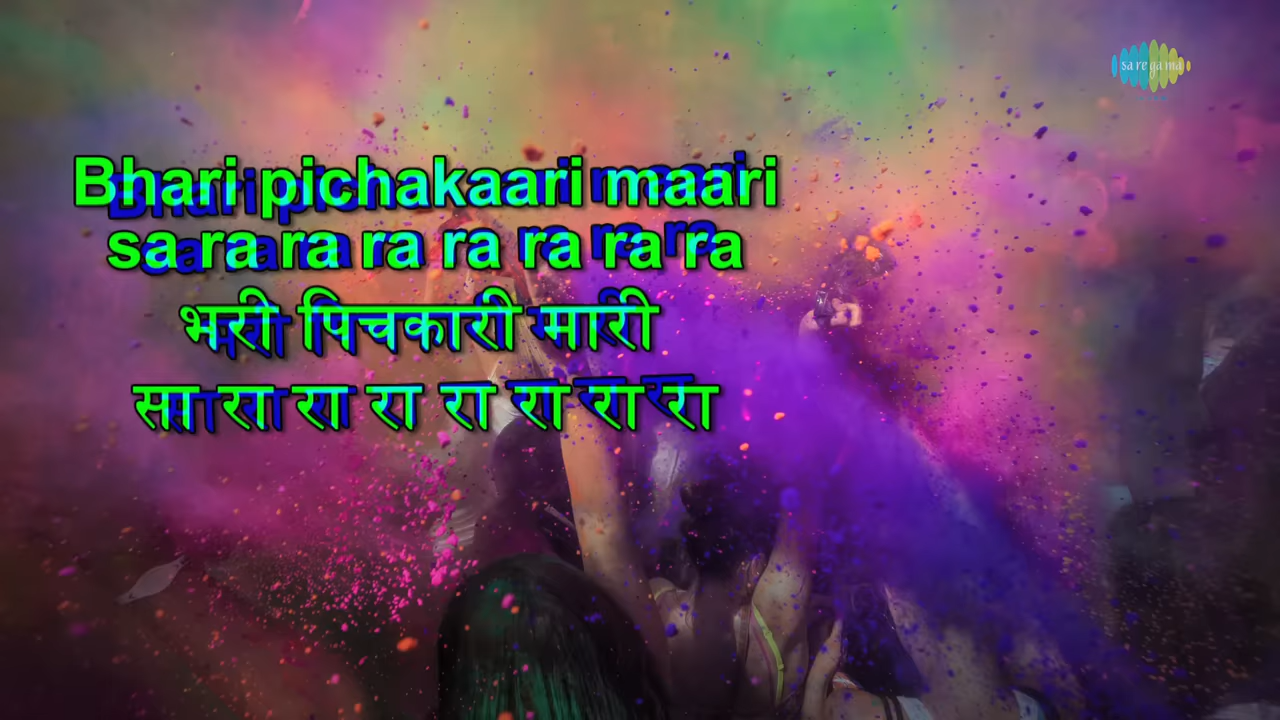 sa re ga ma
Bhari pichakaari maari
sa ra ra ra ra ra ra ra
भरी पिचकारी मारी
सा रा रा रा रा रा रा रा